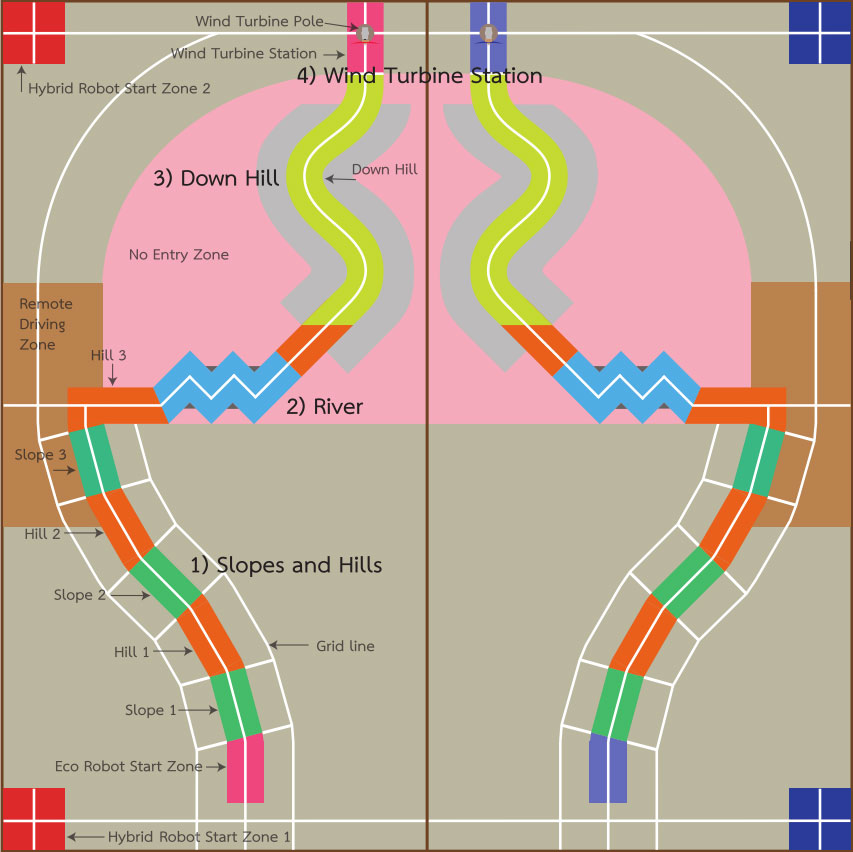 Wind Turbine Pole
Wind Turbine Station
4) Wind Turbine Station
Hybrid Robot Start Zone 2
3) Down Hill
Down Hill
No Entry Zone
Remote
Driving
Zone
Hill 3
2) River
Slope 3
Hill 2
1) Slopes and Hills
Slope 2
Hill 1
Grid line
Slope 1
Eco Robot Start Zone
Hybrid Robot Start Zone 1